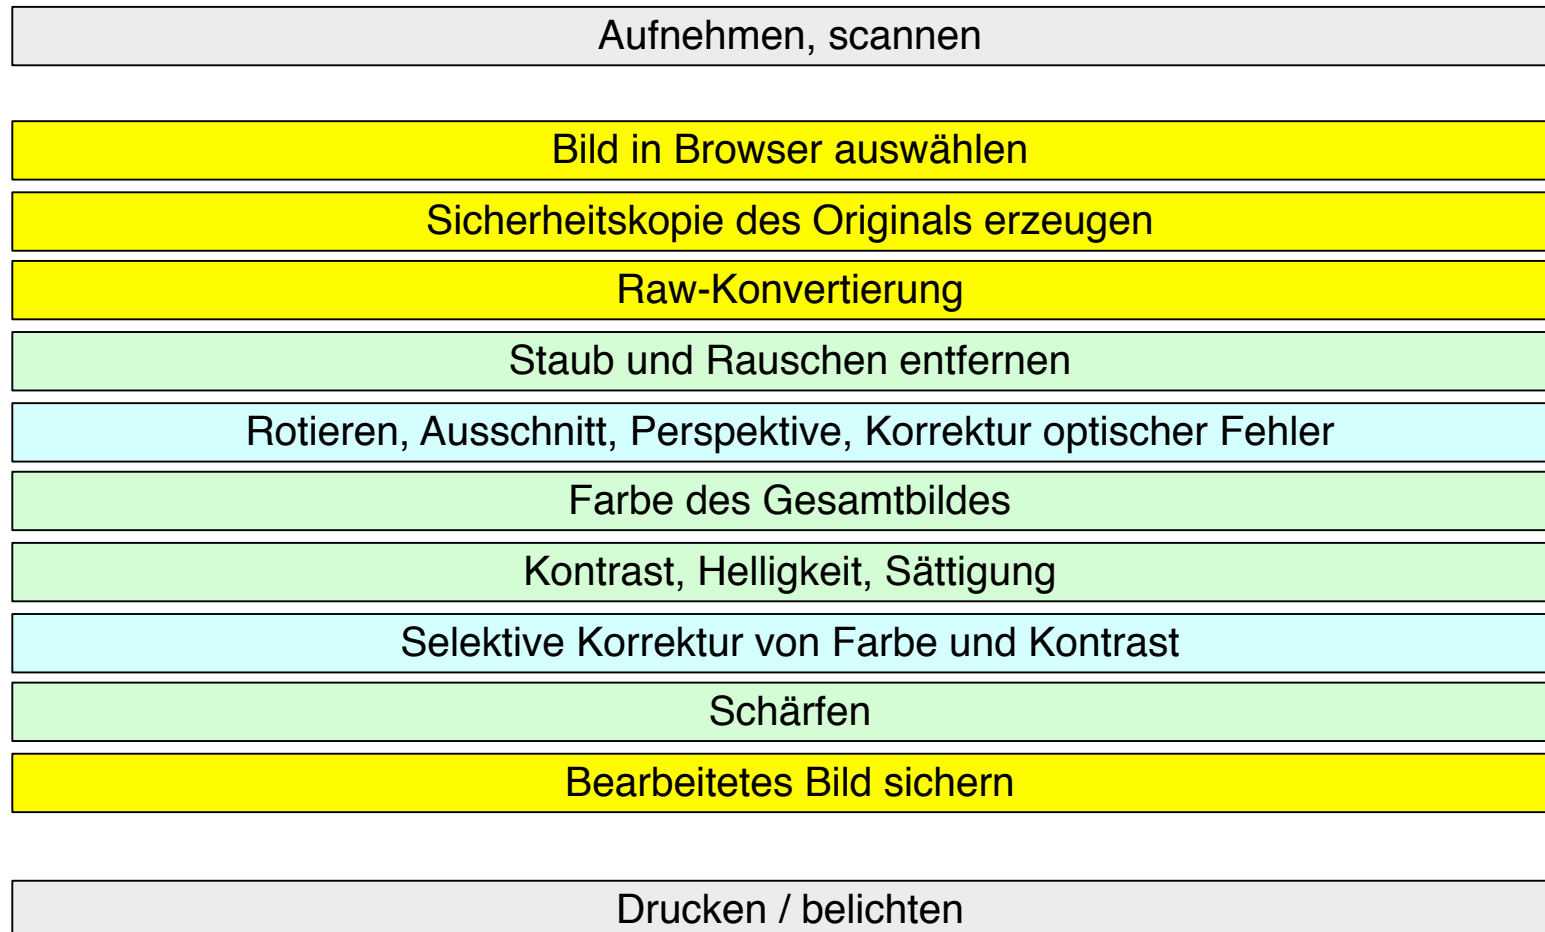 Aufnehmen, scannen
Bild in Browser auswählen
Sicherheitskopie des Originals erzeugen
Raw-Konvertierung
Staub und Rauschen entfernen
Rotieren, Ausschnitt, Perspektive, Korrektur optischer Fehler
Farbe des Gesamtbildes
Kontrast, Helligkeit, Sättigung
Selektive Korrektur von Farbe und Kontrast
Schärfen
Bearbeitetes Bild sichern
Drucken / belichten